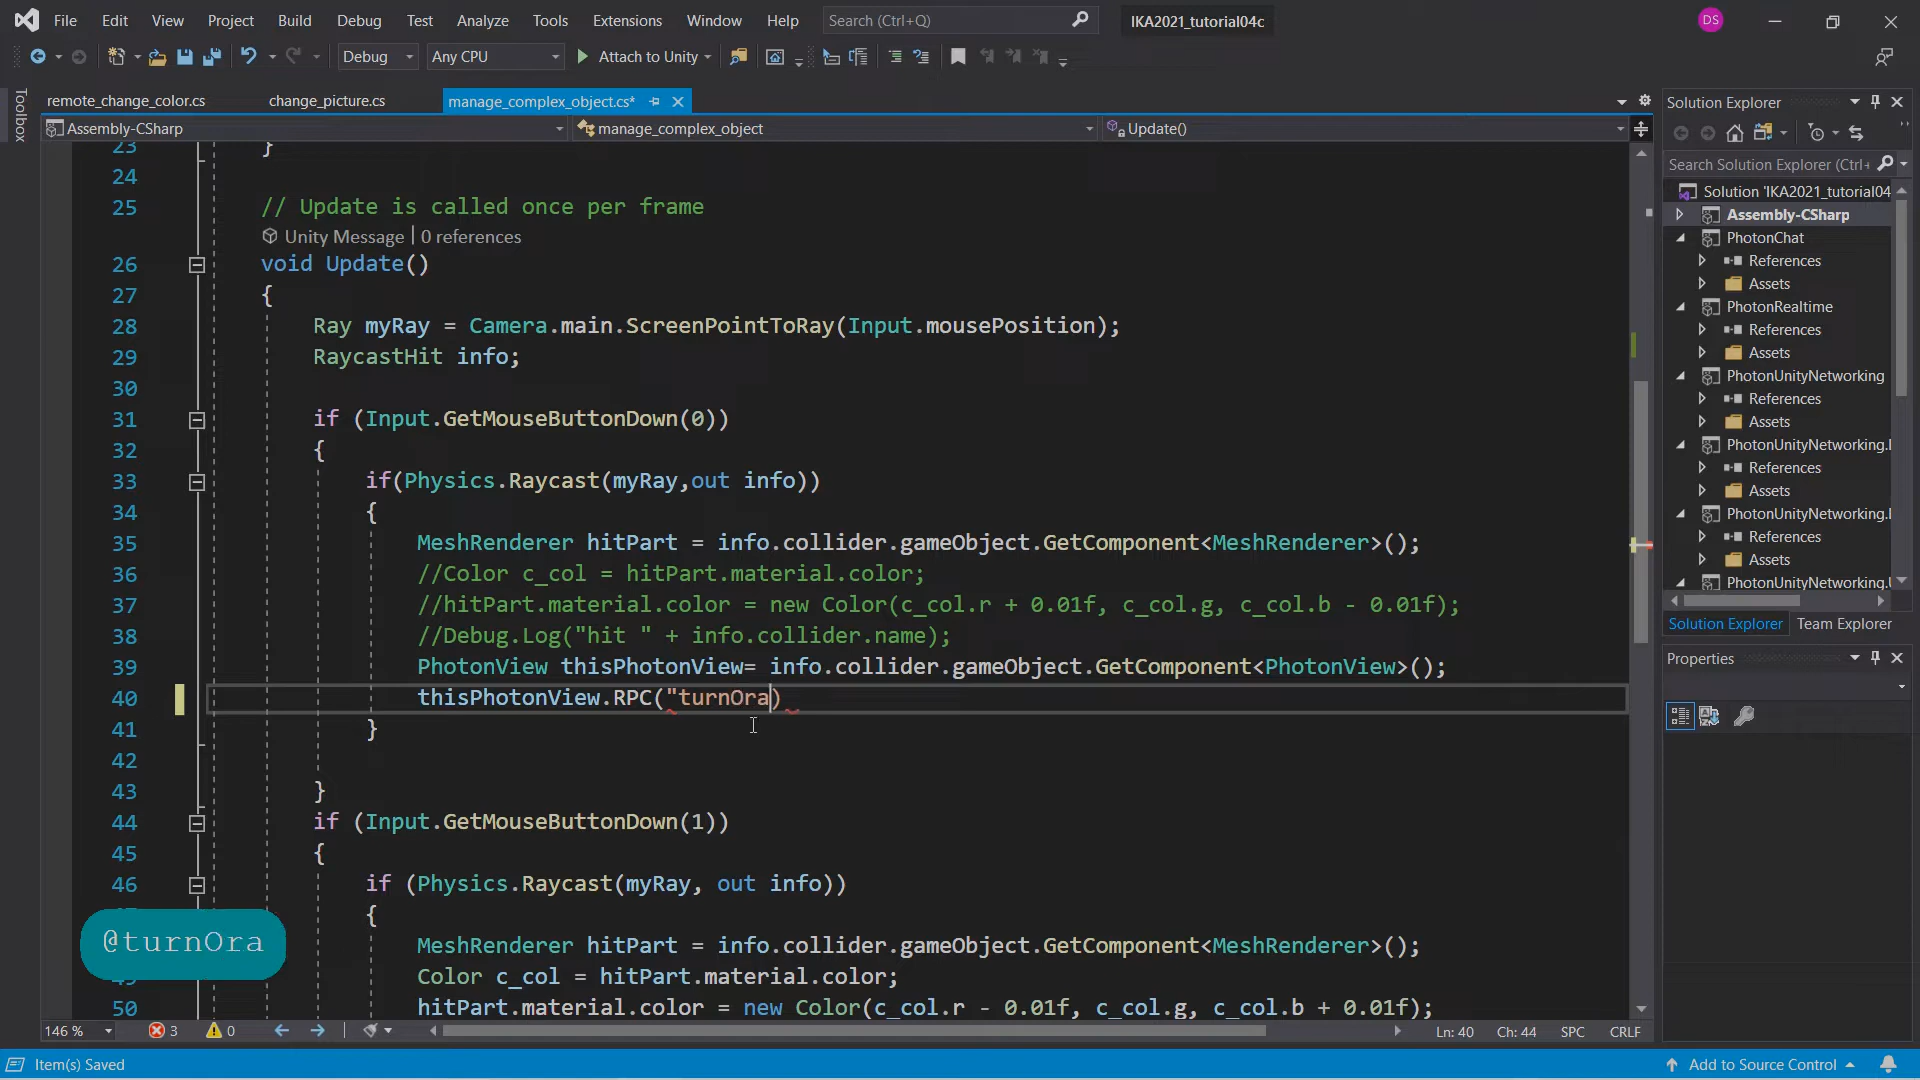 File Edit View Project Build Debug Test Analyze Tools Extensions Window Help Search (Ctrl+Q) IKA2021_tutorial04c DS
Debug Any CPU Attach to Unity
Toolbox
remote_change_color.cs change_picture.cs manage_complex_object.cs*
Assembly-CSharp manage_complex_object Update()
23 }
24
25 // Update is called once per frame
Unity Message | 0 references
26 void Update()
27 {
28 Ray myRay = Camera.main.ScreenPointToRay(Input.mousePosition);
29 RaycastHit info;
30
31 if (Input.GetMouseButtonDown(0))
32 {
33 if(Physics.Raycast(myRay,out info))
34 {
35 MeshRenderer hitPart = info.collider.gameObject.GetComponent<MeshRenderer>();
36 //Color c_col = hitPart.material.color;
37 //hitPart.material.color = new Color(c_col.r + 0.01f, c_col.g, c_col.b - 0.01f);
38 //Debug.Log("hit " + info.collider.name);
39 PhotonView thisPhotonView= info.collider.gameObject.GetComponent<PhotonView>();
40 thisPhotonView.RPC("turnOra)
41 }
42
43 }
44 if (Input.GetMouseButtonDown(1))
45 {
46 if (Physics.Raycast(myRay, out info))
{
MeshRenderer hitPart = info.collider.gameObject.GetComponent<MeshRenderer>();
Color c_col = hitPart.material.color;
50 hitPart.material.color = new Color(c_col.r - 0.01f, c_col.g, c_col.b + 0.01f);
@turnOra
146 % 3 0 Ln: 40 Ch: 44 SPC CRLF
Item(s) Saved Add to Source Control
Solution Explorer
Search Solution Explorer (Ctrl+
Solution 'IKA2021_tutorial04
Assembly-CSharp
PhotonChat
References
Assets
PhotonRealtime
References
Assets
PhotonUnityNetworking
References
Assets
PhotonUnityNetworking.
References
Assets
PhotonUnityNetworking.
References
Assets
PhotonUnityNetworking.
Solution Explorer Team Explorer
Properties